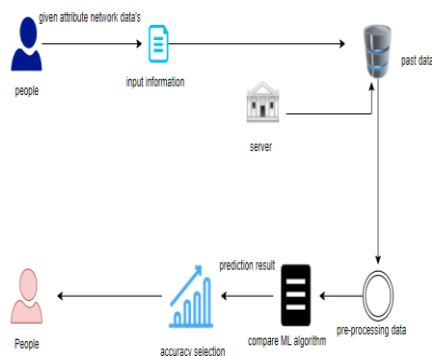 given attribute network data's
people
input information
past data
server
prediction result
People
accuracy selection
compare ML algorithm
pre-processing data